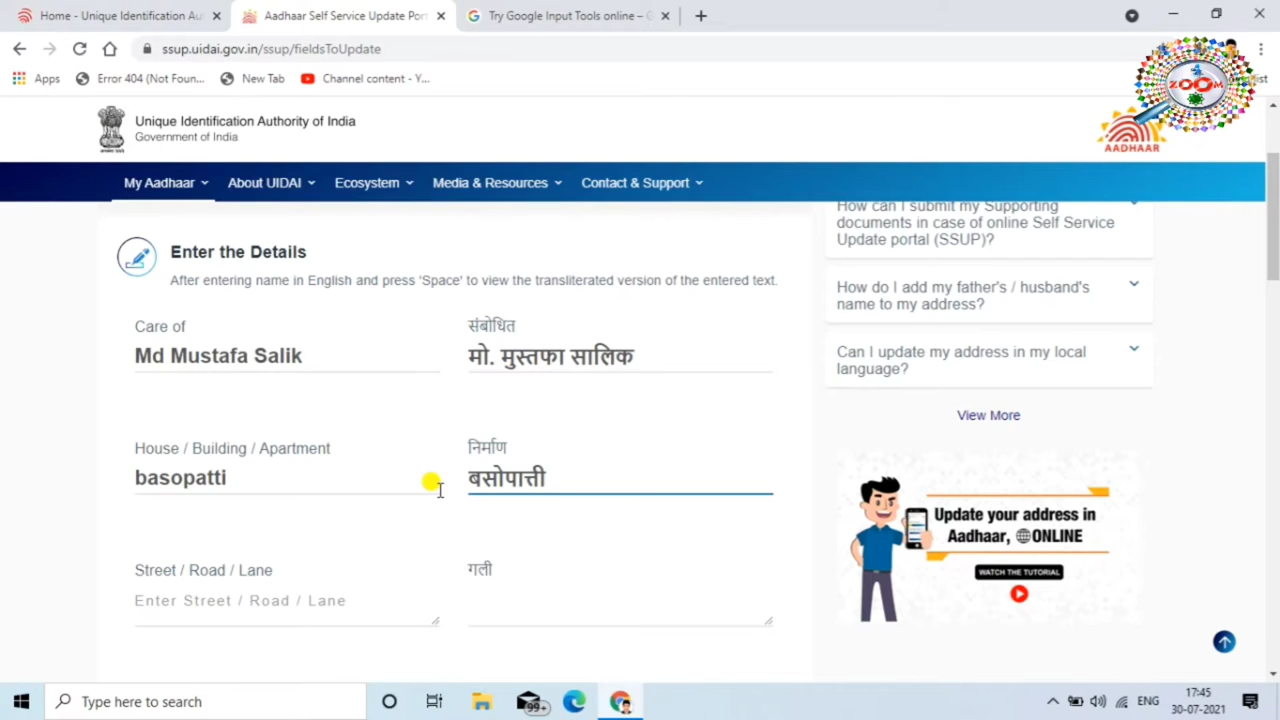 Home - Unique Identification Aut
Aadhaar Self Service Update Port
Try Google Input Tools online – G
ssup.uidai.gov.in/ssup/fieldsToUpdate
Apps
Error 404 (Not Foun...
New Tab
Channel content - Y...
ZOOM
Unique Identification Authority of India
Government of India
AADHAAR
My Aadhaar
About UIDAI
Ecosystem
Media & Resources
Contact & Support
Enter the Details
After entering name in English and press 'Space' to view the transliterated version of the entered text.
Care of
संबोधित
Md Mustafa Salik
मो. मुस्तफा सालिक
House / Building / Apartment
निर्माण
basopatti
बसोपात्ती
Street / Road / Lane
गली
Enter Street / Road / Lane
How can I submit my Supporting
documents in case of online Self Service
Update portal (SSUP)?
How do I add my father's / husband's
name to my address?
Can I update my address in my local
language?
View More
Update your address in
Aadhaar, ONLINE
WATCH THE TUTORIAL
Type here to search
99+
ENG
17:45
30-07-2021